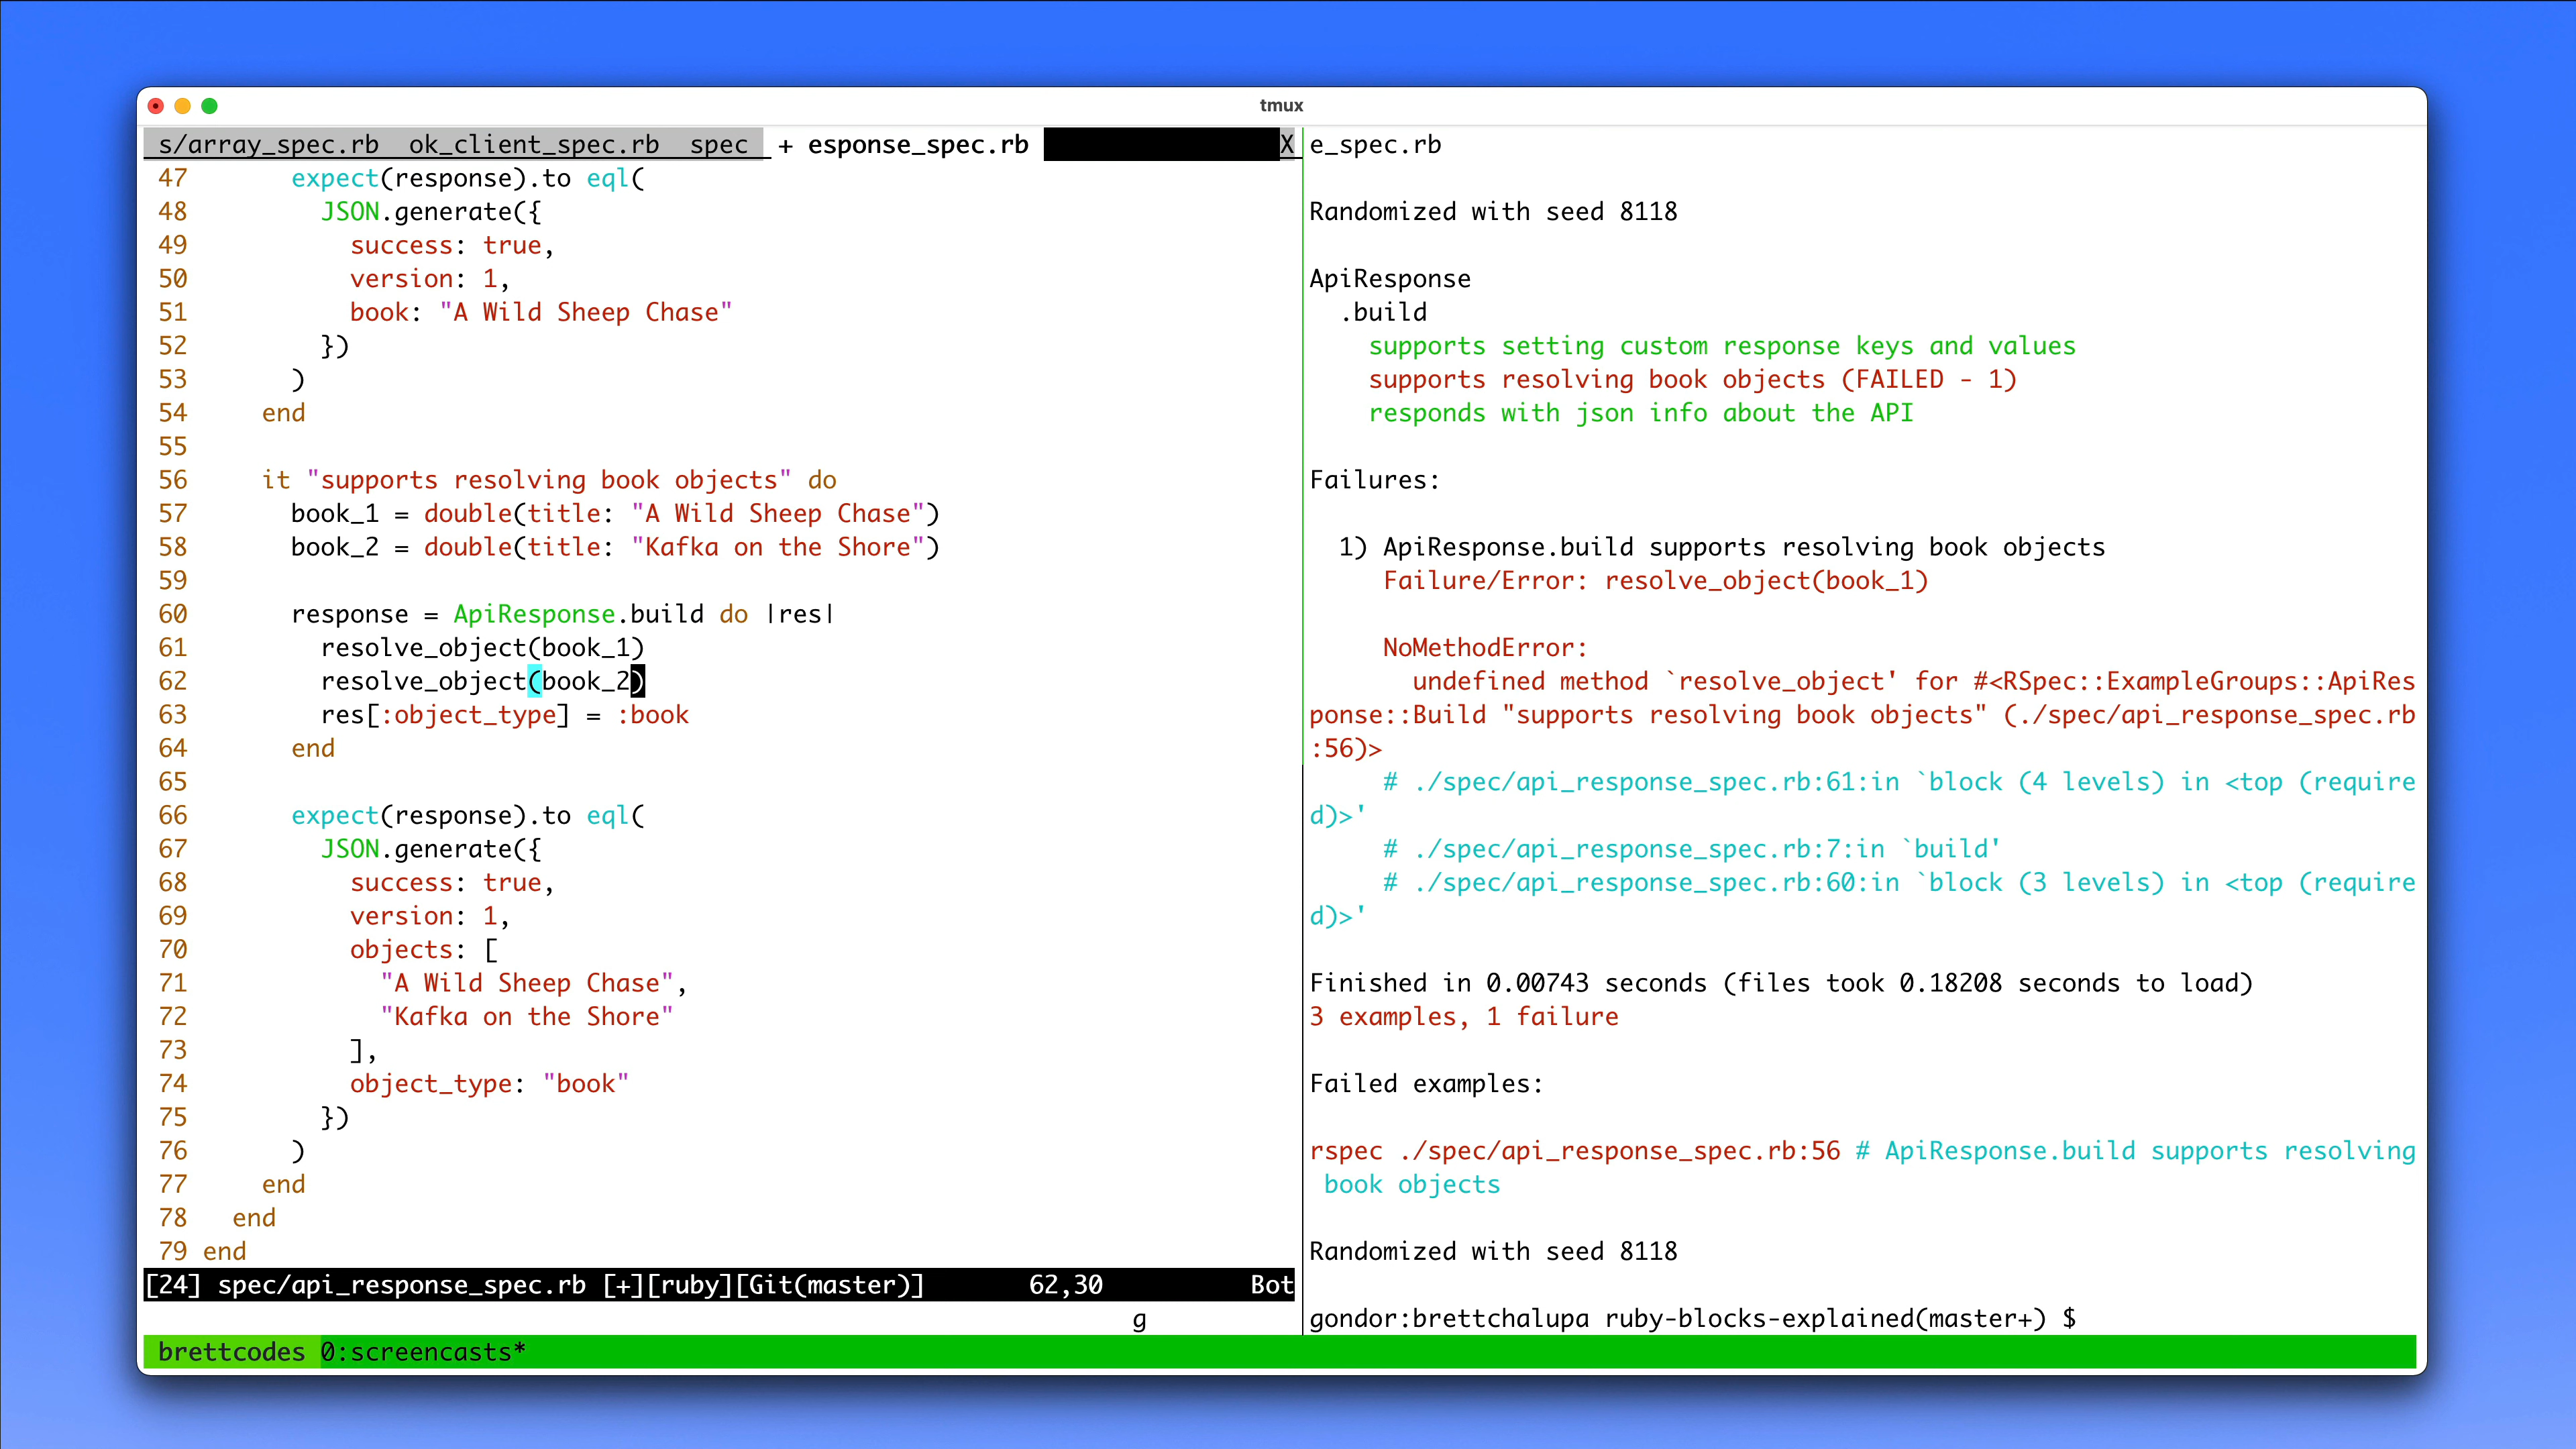 tmux
s/array_spec.rb  ok_client_spec.rb  spec  + esponse_spec.rb X
47       expect(response).to eql(
48         JSON.generate({
49           success: true,
50           version: 1,
51           book: "A Wild Sheep Chase"
52         })
53       )
54     end
55
56     it "supports resolving book objects" do
57       book_1 = double(title: "A Wild Sheep Chase")
58       book_2 = double(title: "Kafka on the Shore")
59
60       response = ApiResponse.build do |res|
61         resolve_object(book_1)
62         resolve_object(book_2)
63         res[:object_type] = :book
64       end
65
66       expect(response).to eql(
67         JSON.generate({
68           success: true,
69           version: 1,
70           objects: [
71             "A Wild Sheep Chase",
72             "Kafka on the Shore"
73           ],
74           object_type: "book"
75         })
76       )
77     end
78   end
79 end
[24] spec/api_response_spec.rb [+][ruby][Git(master)] 62,30 Bot
g
e_spec.rb
Randomized with seed 8118
ApiResponse
  .build
    supports setting custom response keys and values
    supports resolving book objects (FAILED - 1)
    responds with json info about the API
Failures:
  1) ApiResponse.build supports resolving book objects
     Failure/Error: resolve_object(book_1)
     NoMethodError:
       undefined method `resolve_object' for #<RSpec::ExampleGroups::ApiRes
ponse::Build "supports resolving book objects" (./spec/api_response_spec.rb
:56)>
     # ./spec/api_response_spec.rb:61:in `block (4 levels) in <top (require
d)>'
     # ./spec/api_response_spec.rb:7:in `build'
     # ./spec/api_response_spec.rb:60:in `block (3 levels) in <top (require
d)>'
Finished in 0.00743 seconds (files took 0.18208 seconds to load)
3 examples, 1 failure
Failed examples:
rspec ./spec/api_response_spec.rb:56 # ApiResponse.build supports resolving
 book objects
Randomized with seed 8118
gondor:brettchalupa ruby-blocks-explained(master+) $
brettcodes 0:screencasts*